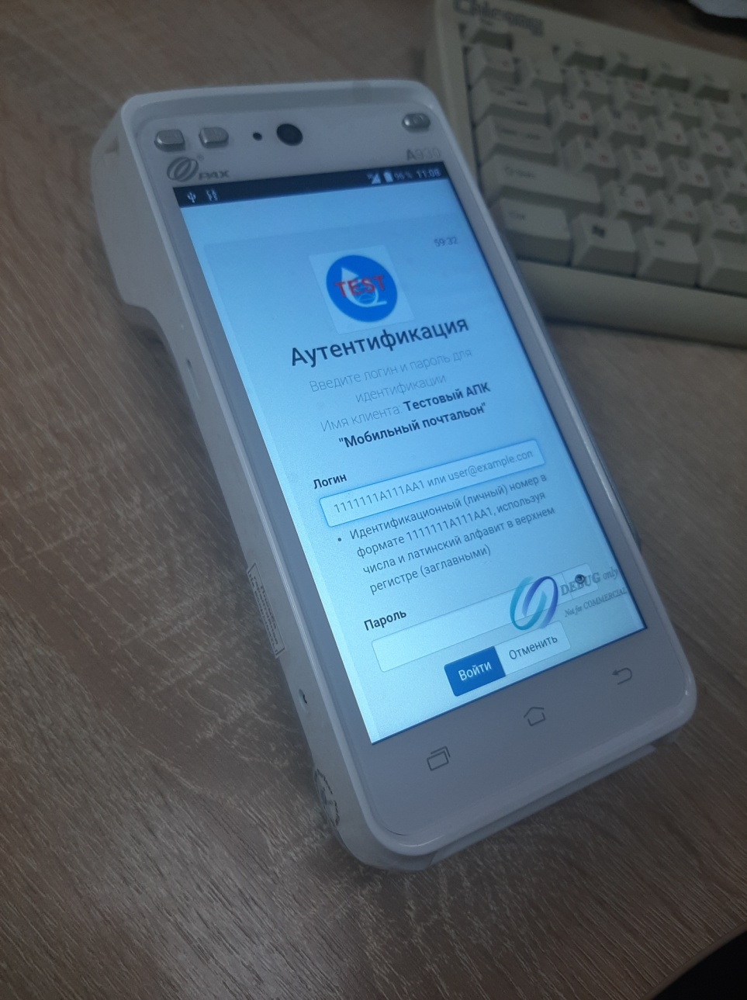 Chicony
A930
PAX
96% 11:08
59:32
TEST
Аутентификация
Введите логин и пароль для
идентификации
Имя клиента: Тестовый АПК
"Мобильный почтальон"
Логин
1111111A111AA1 или user@example.com
• Идентификационный (личный) номер в
формате 1111111A111AA1, используя
числа и латинский алфавит в верхнем
регистре (заглавными)
Пароль
DEBUG only!
Not for COMMERCIAL
Войти
Отменить